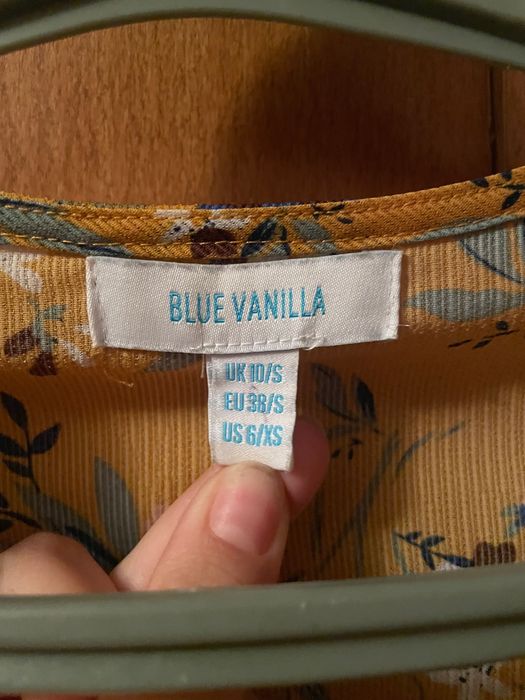 BLUE VANILLA
UK 10/S
EU 38/S
US 6/XS